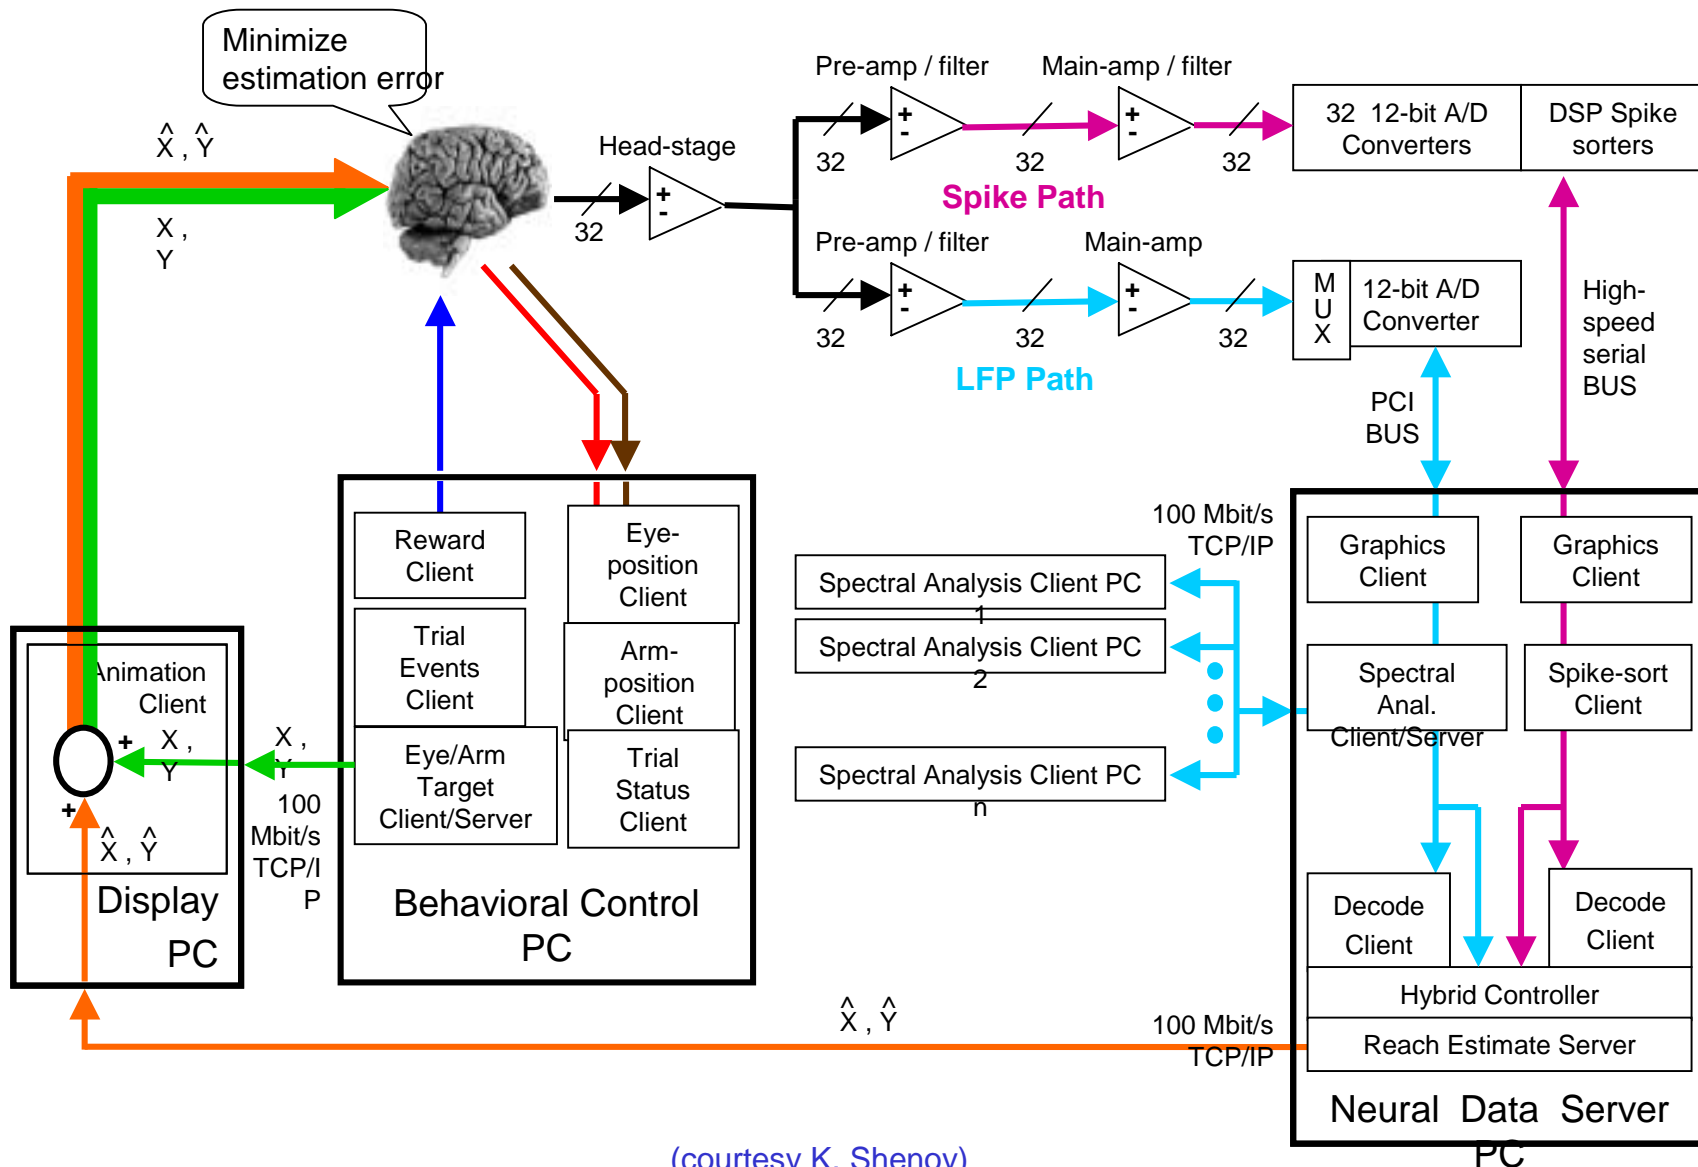 Minimize
estimation error
^ ^
X , Y
X ,
Y
Head-stage
+
-
32
Pre-amp / filter
Main-amp / filter
+
-
+
-
32
32
32
Spike Path
32 12-bit A/D
Converters
DSP Spike
sorters
Pre-amp / filter
Main-amp
+
-
+
-
32
32
32
LFP Path
M
U
X
12-bit A/D
Converter
High-
speed
serial
BUS
PCI
BUS
Reward
Client
Eye-
position
Client
Trial
Events
Client
Arm-
position
Client
Eye/Arm
Target
Client/Server
Trial
Status
Client
Behavioral Control
PC
Animation
Client
+
X ,
Y
+
^ ^
X , Y
Display
PC
X ,
Y
100
Mbit/s
TCP/I
P
100 Mbit/s
TCP/IP
Spectral Analysis Client PC
1
Spectral Analysis Client PC
2
Spectral Analysis Client PC
n
Graphics
Client
Graphics
Client
Spectral
Anal.
Client/Server
Spike-sort
Client
Decode
Client
Decode
Client
Hybrid Controller
Reach Estimate Server
Neural Data Server
PC
^ ^
X , Y
100 Mbit/s
TCP/IP
(courtesy K. Shenoy)